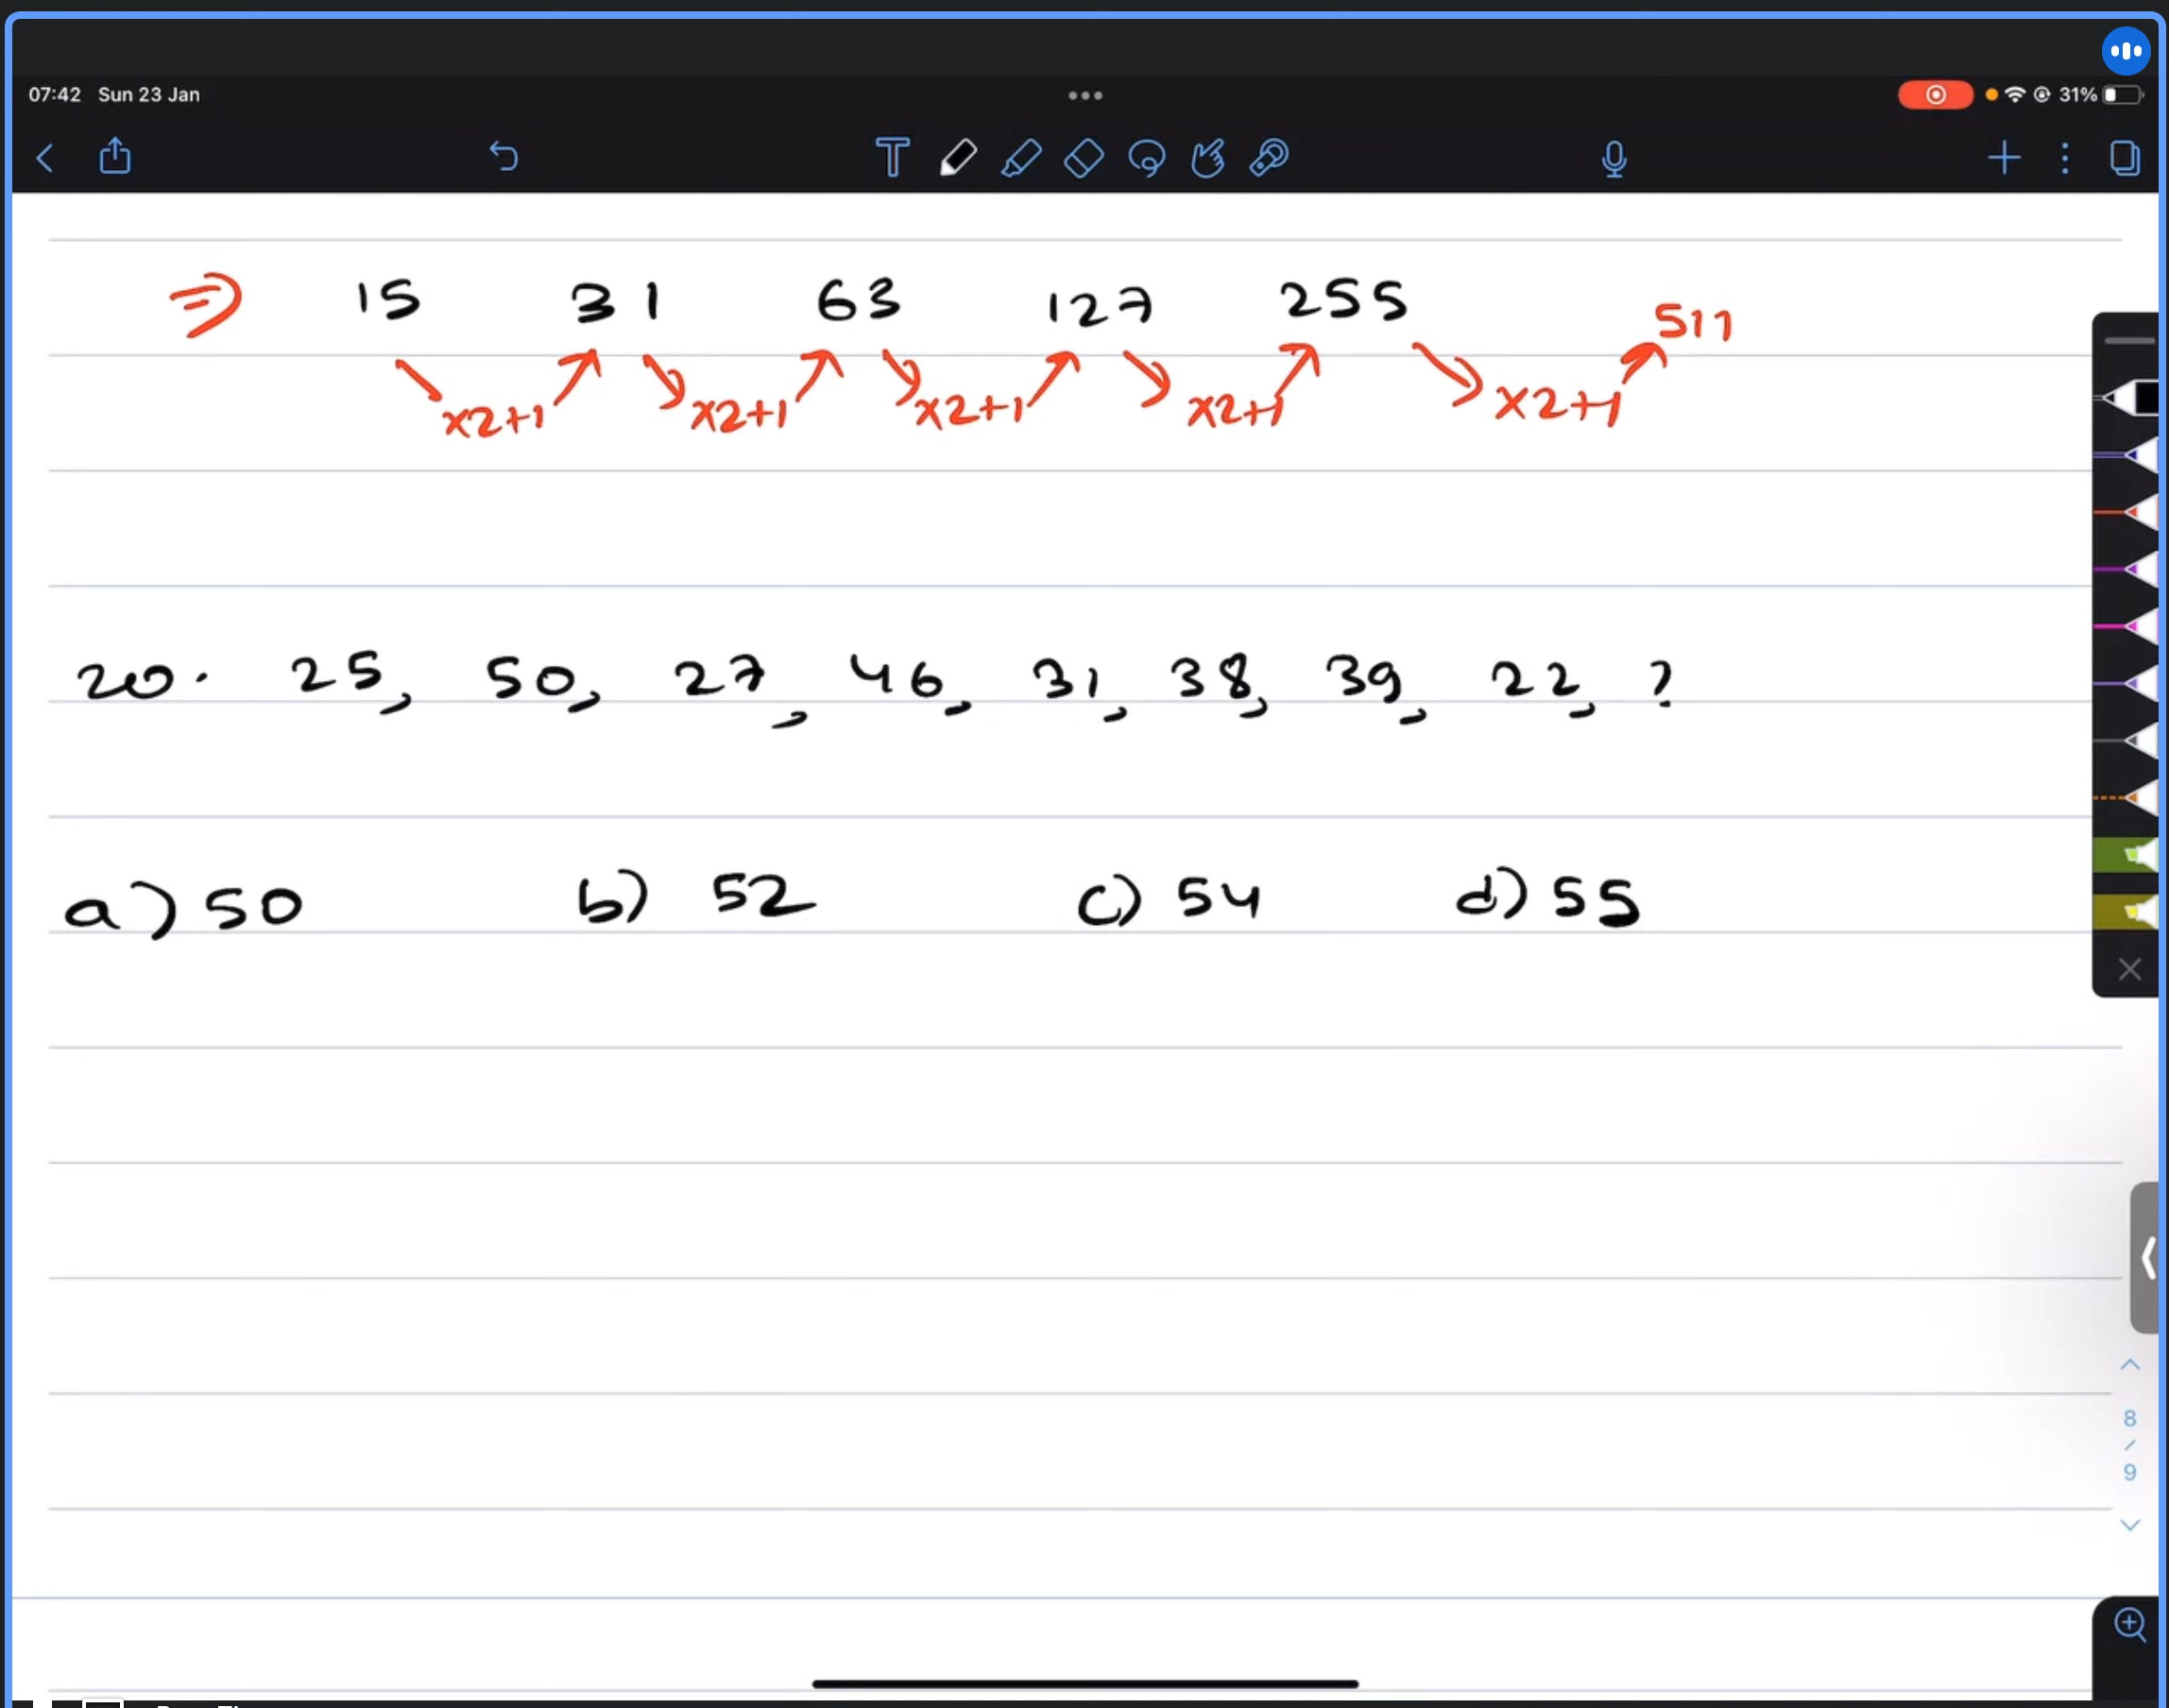 07:42 Sun 23 Jan
31%
⇒ 15 31 63 127 255 511
x2+1 x2+1 x2+1 x2+1 x2+1
20. 25, 50, 27, 46, 31, 38, 39, 22, ?
a) 50 b) 52 c) 54 d) 55
8
/
9